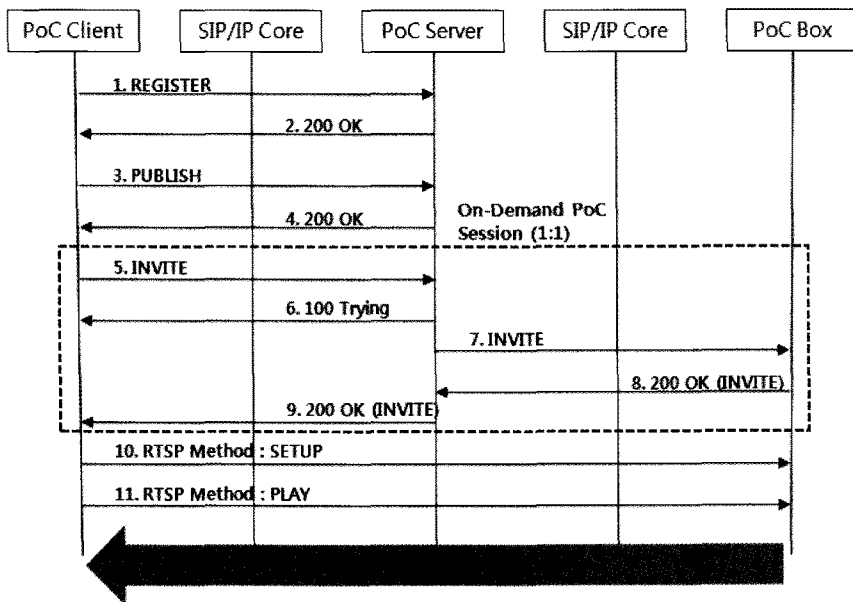 PoC Client SIP/IP Core PoC Server SIP/IP Core PoC Box
1. REGISTER
2. 200 OK
3. PUBLISH
4. 200 OK
On-Demand PoC
Session (1:1)
5. INVITE
6. 100 Trying
7. INVITE
8. 200 OK (INVITE)
9. 200 OK (INVITE)
10. RTSP Method : SETUP
11. RTSP Method : PLAY